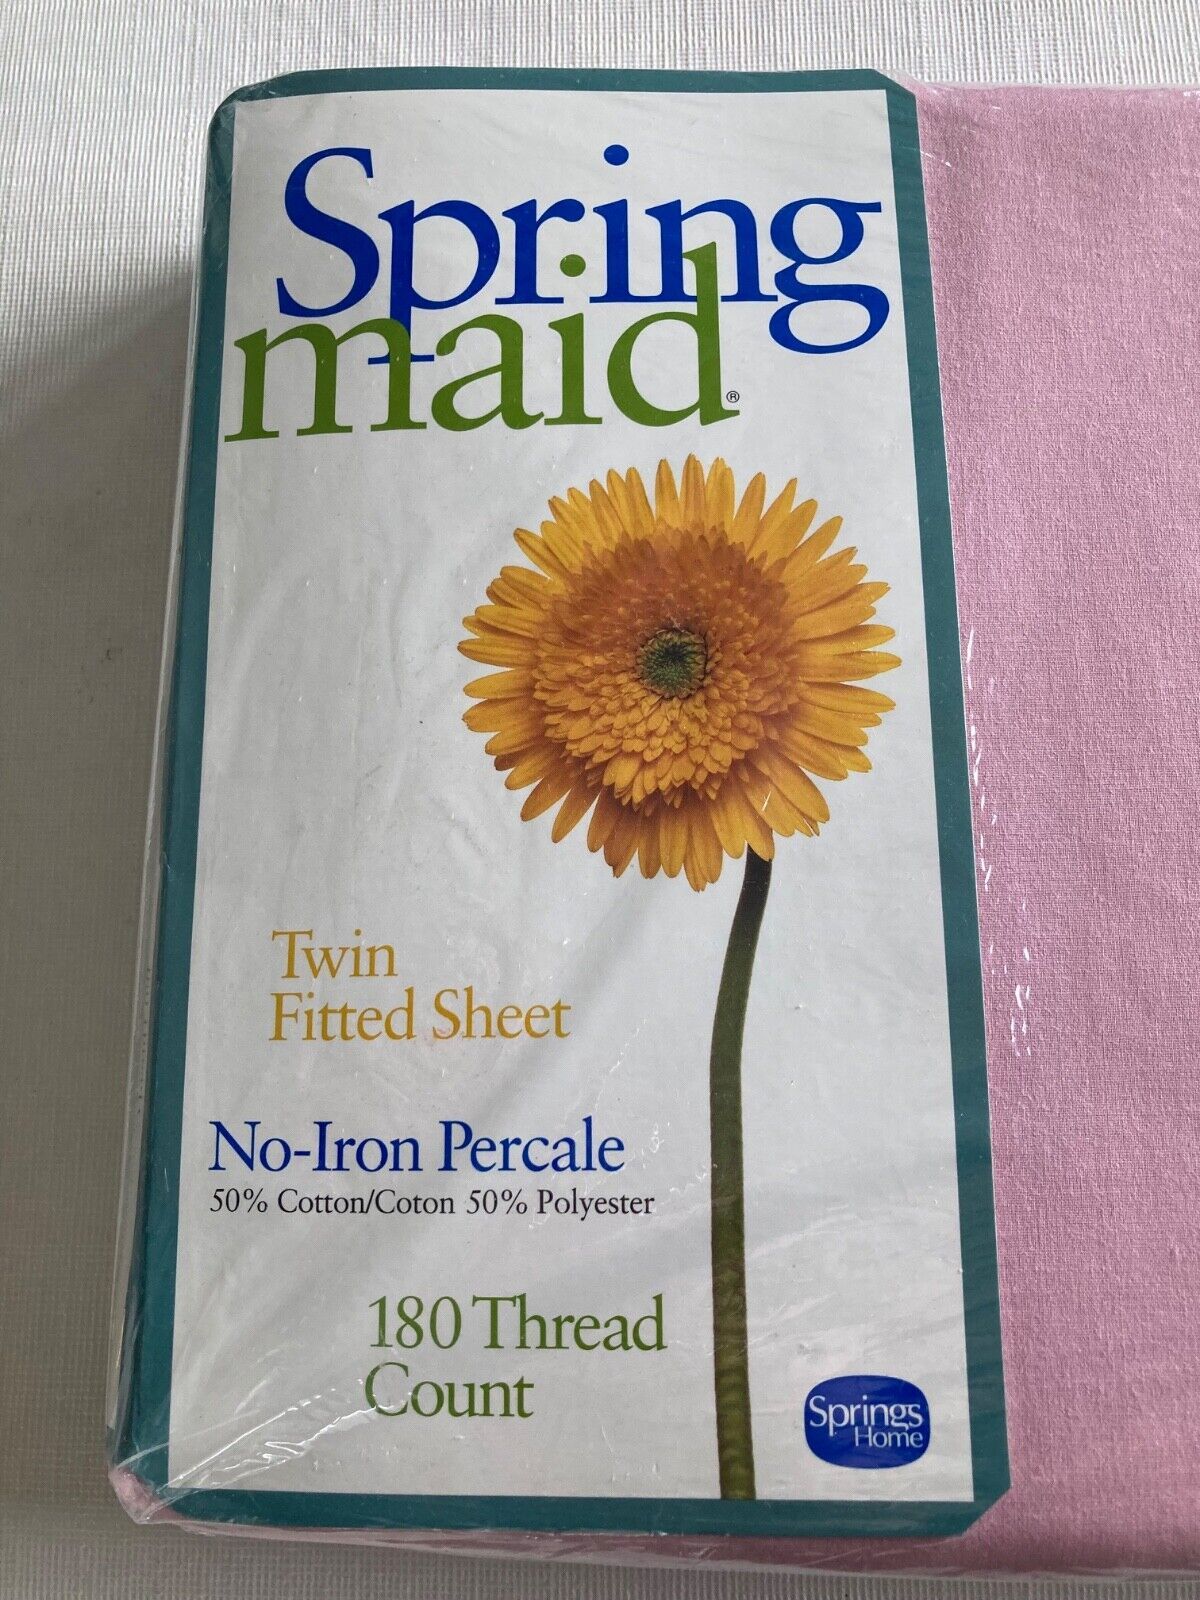 Spring
maid®
Twin
Fitted Sheet
No-Iron Percale
50% Cotton/Coton 50% Polyester
180 Thread
Count
Springs
Home